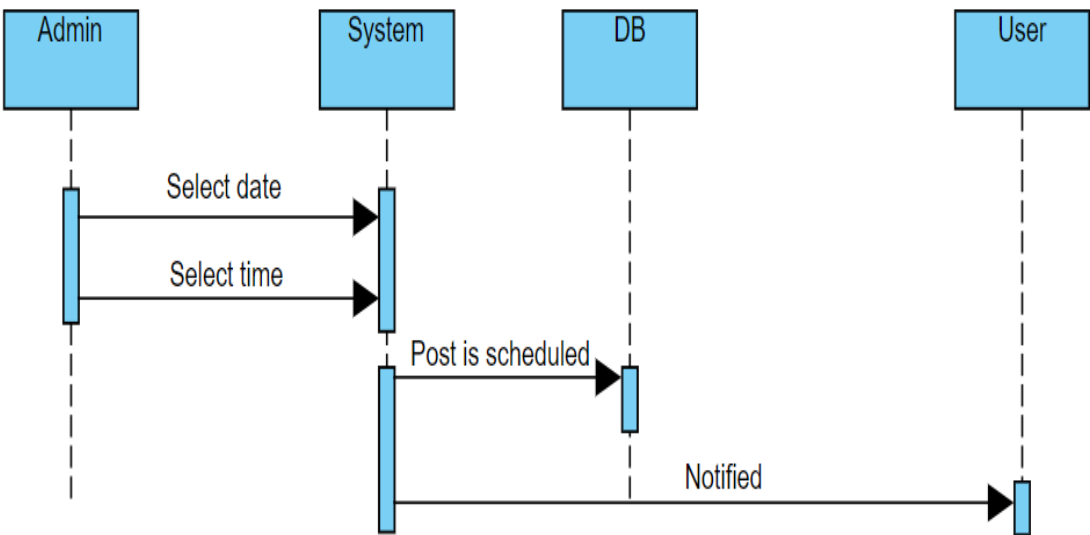 Admin
System
DB
User
Select date
Select time
Post is scheduled
Notified